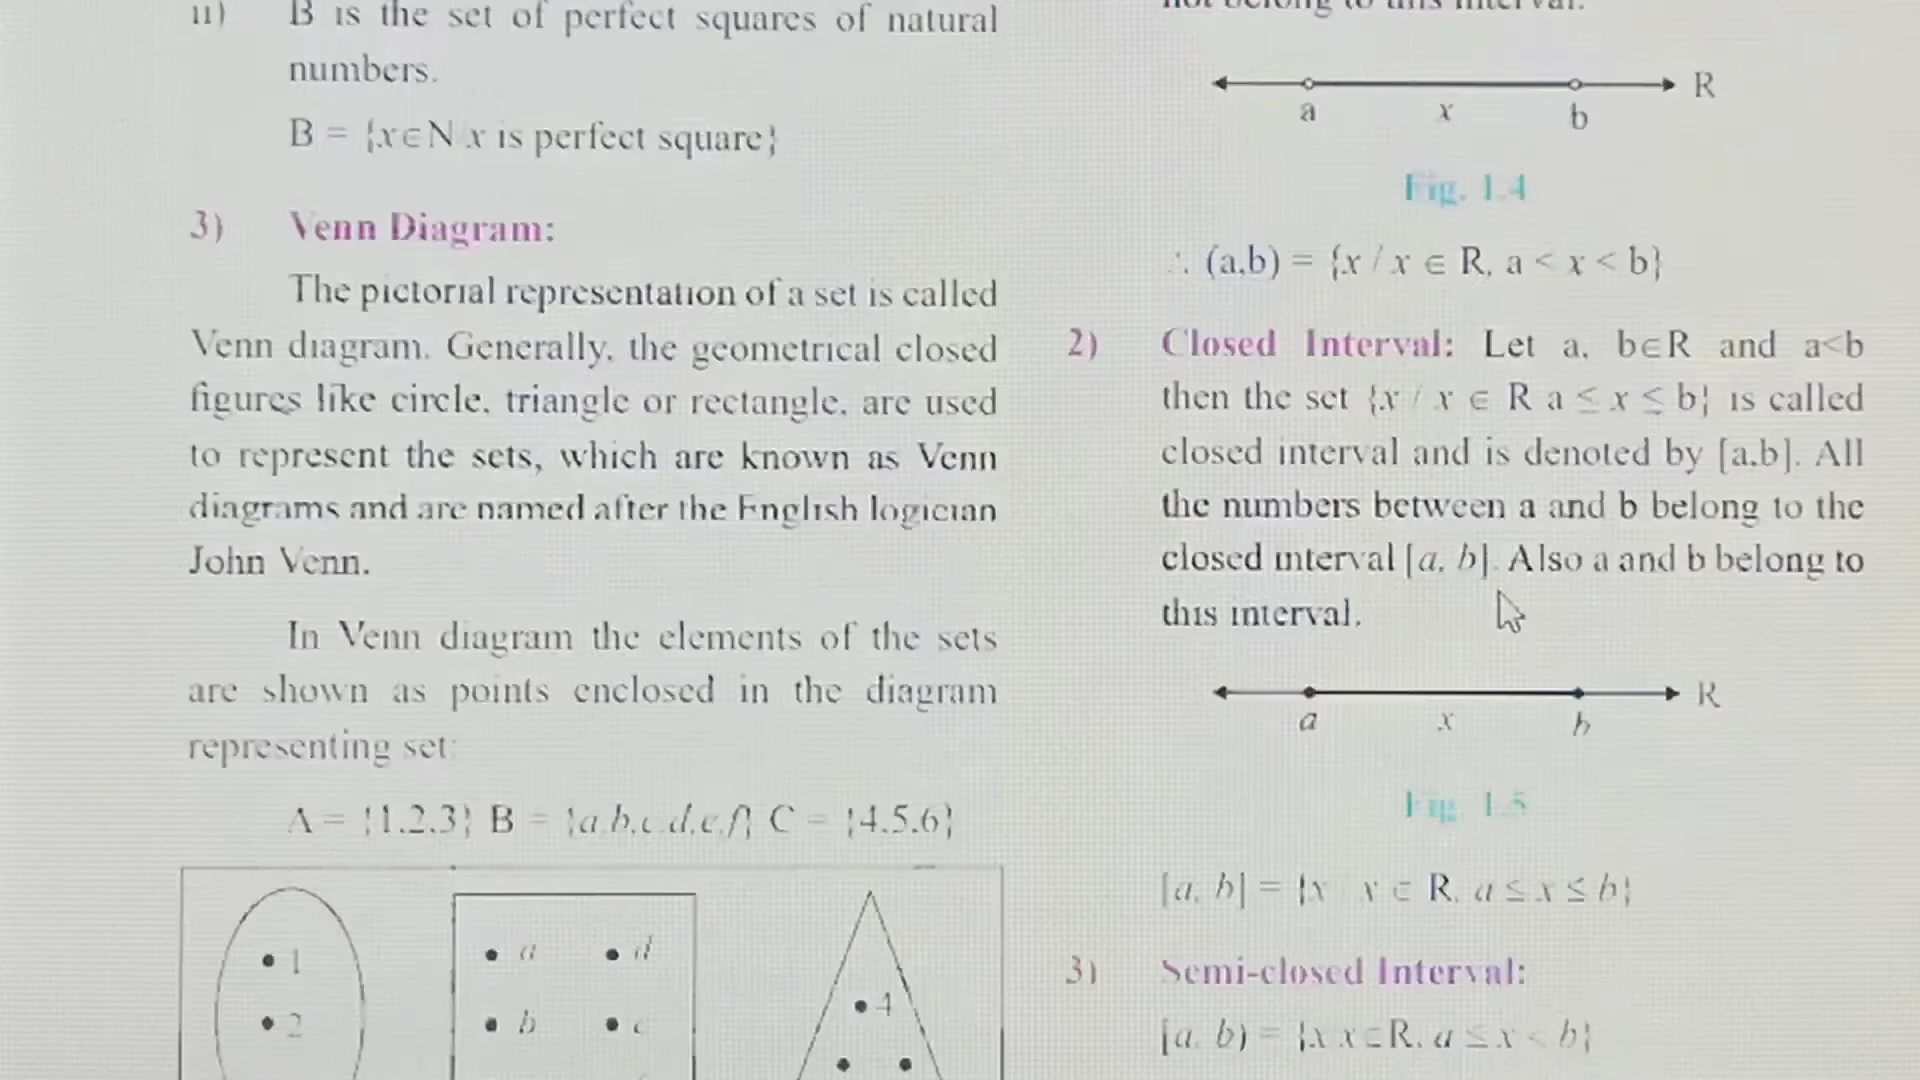 ii) B is the set of perfect squares of natural
numbers.
B = {x∈N/x is perfect square}
3) Venn Diagram:
The pictorial representation of a set is called
Venn diagram. Generally, the geometrical closed
figures like circle, triangle or rectangle, are used
to represent the sets, which are known as Venn
diagrams and are named after the English logician
John Venn.
In Venn diagram the elements of the sets
are shown as points enclosed in the diagram
representing set:
A = {1,2,3} B = {a,b,c,d,e,f} C = {4,5,6}
1
2
a d
b e
4
not belong to this interval.
R
a x b
Fig. 1.4
∴ (a,b) = {x / x ∈ R, a < x < b}
2) Closed Interval: Let a, b∈R and a<b
then the set {x / x ∈ R a ≤ x ≤ b} is called
closed interval and is denoted by [a,b]. All
the numbers between a and b belong to the
closed interval [a, b]. Also a and b belong to
this interval.
R
a x b
Fig. 1.5
[a, b] = {x / x ∈ R, a ≤ x ≤ b}
3) Semi-closed Interval:
[a, b) = {x/x∈R, a ≤ x < b}